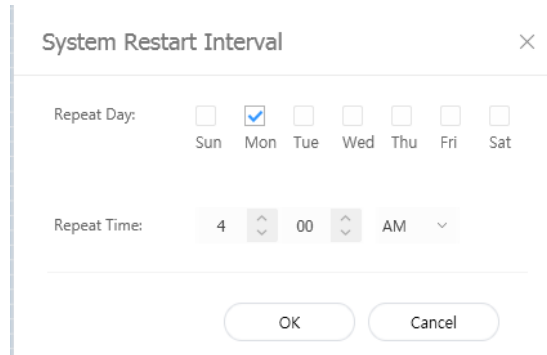 System Restart Interval
Repeat Day:
Sun Mon Tue Wed Thu Fri Sat
Repeat Time: 4 00 AM
OK Cancel